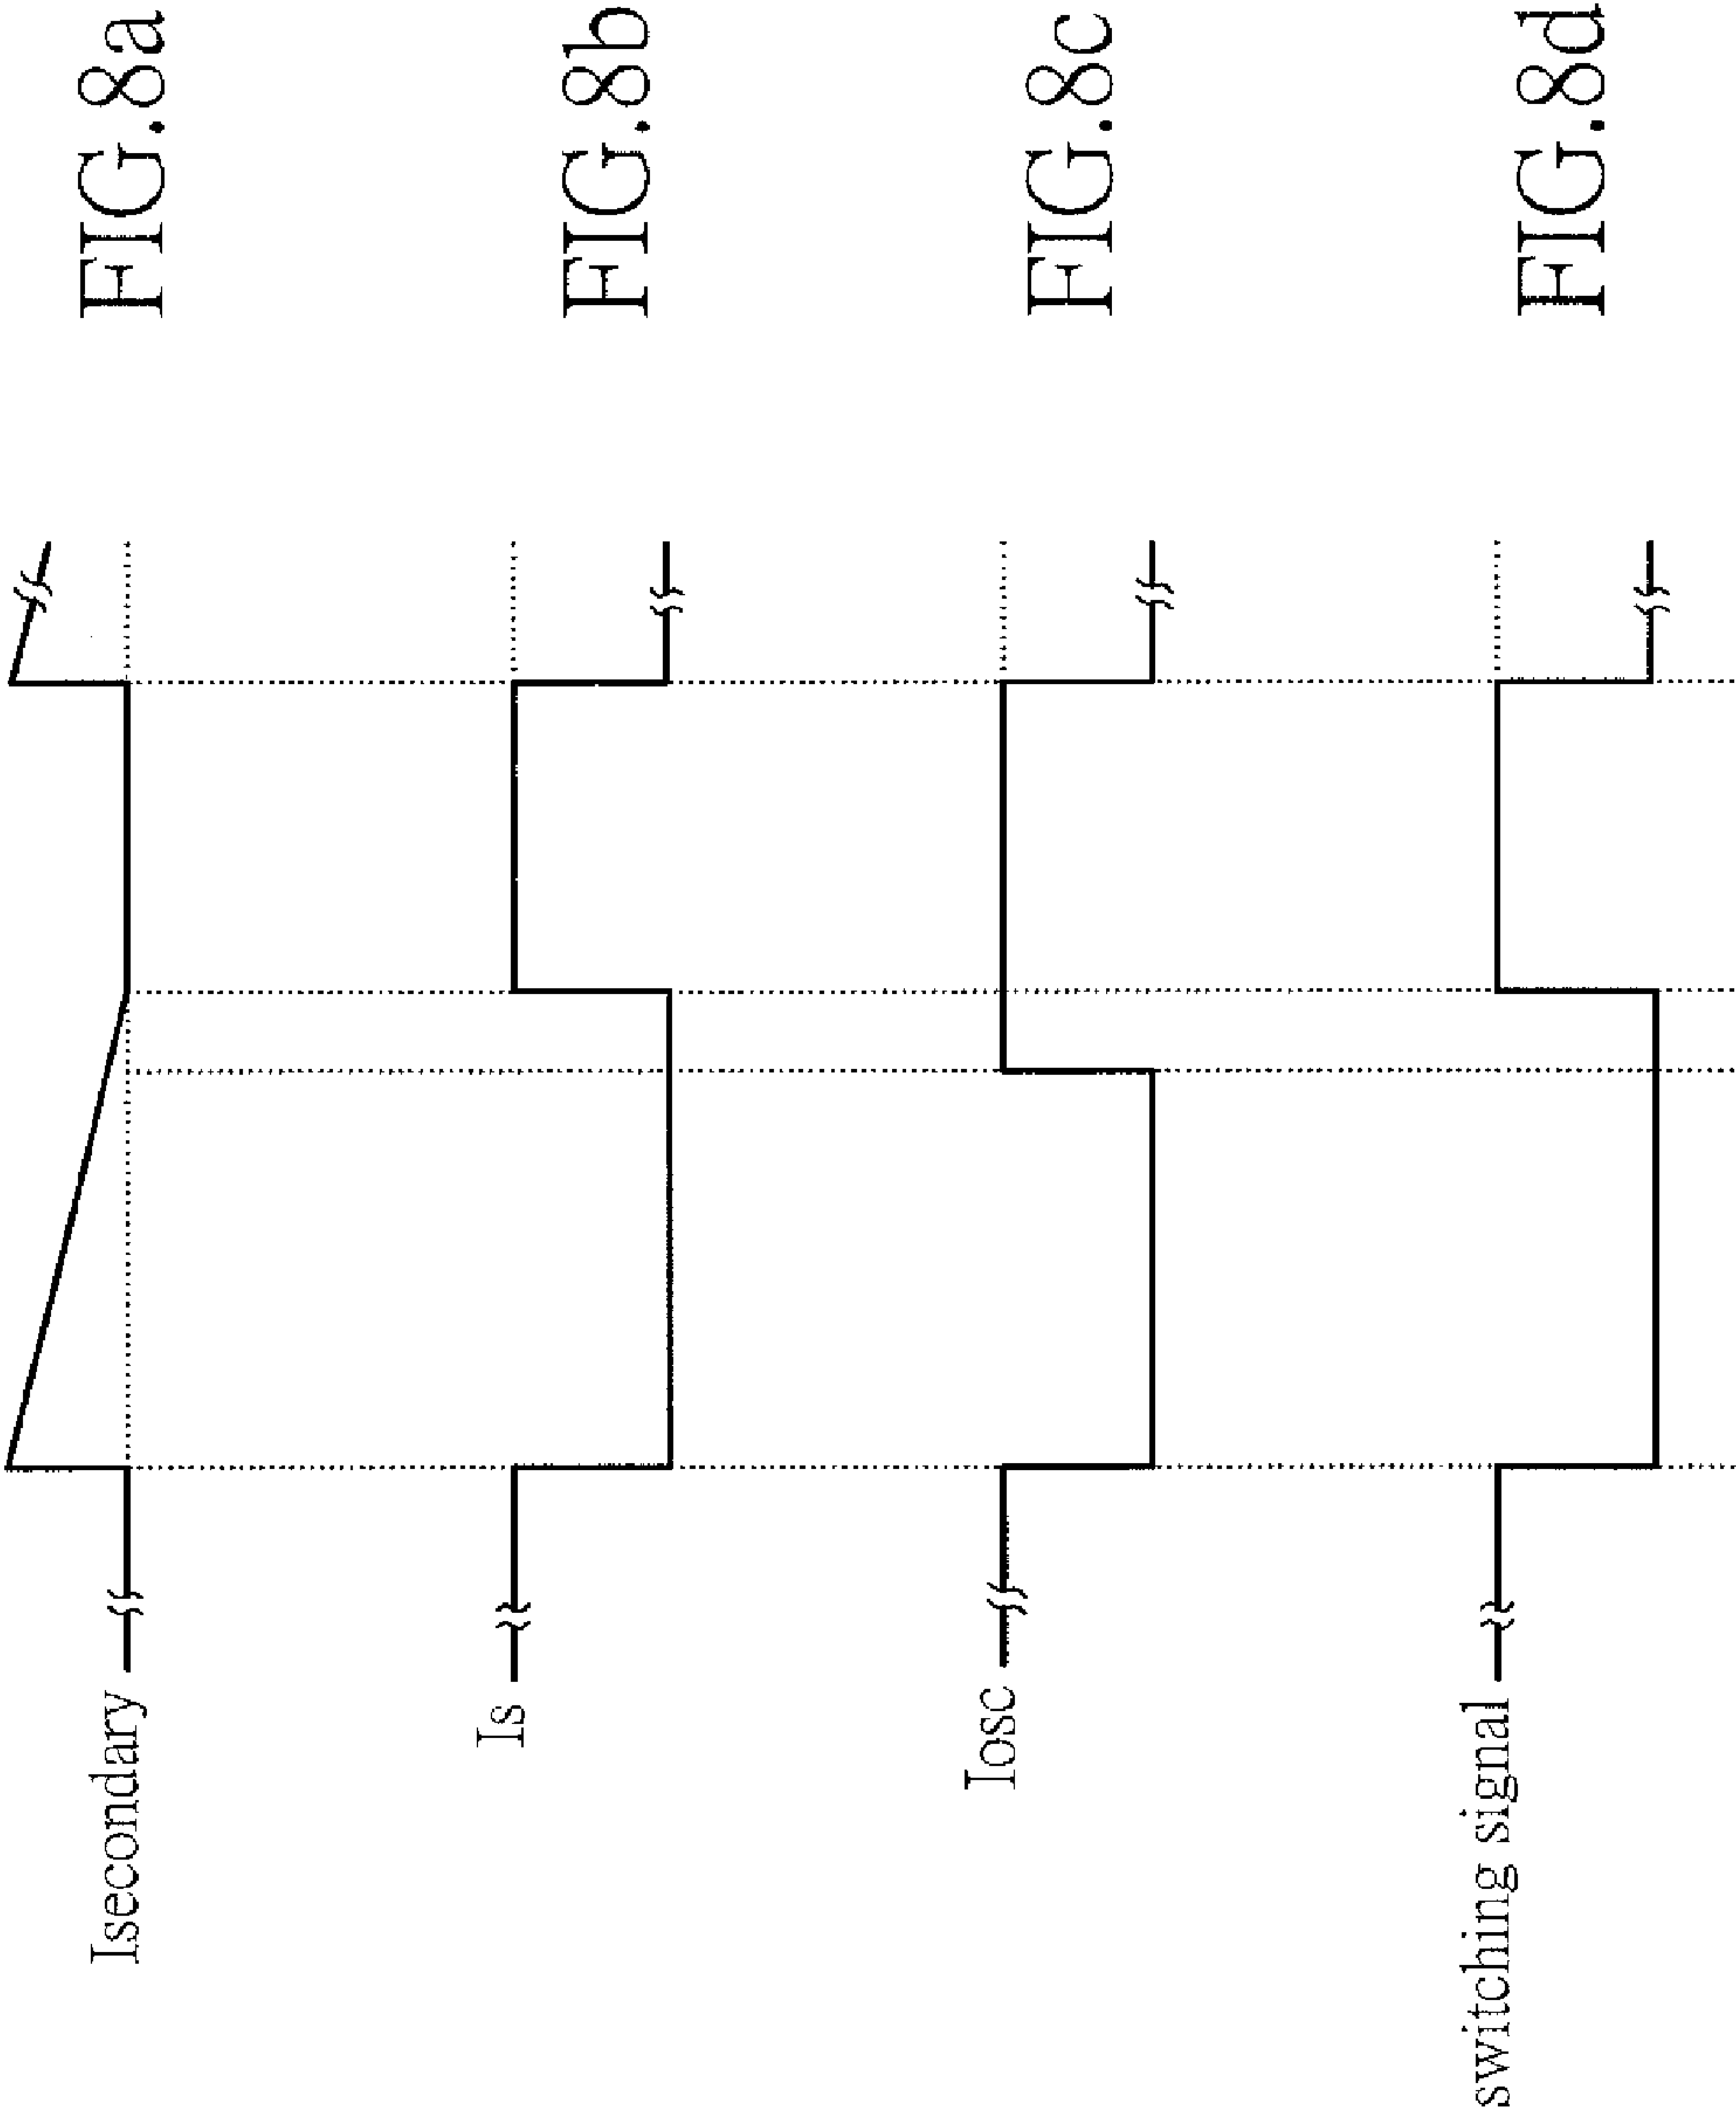 Isecondary
FIG.8a
Is
FIG.8b
Iosc
FIG.8c
switching signal
FIG.8d